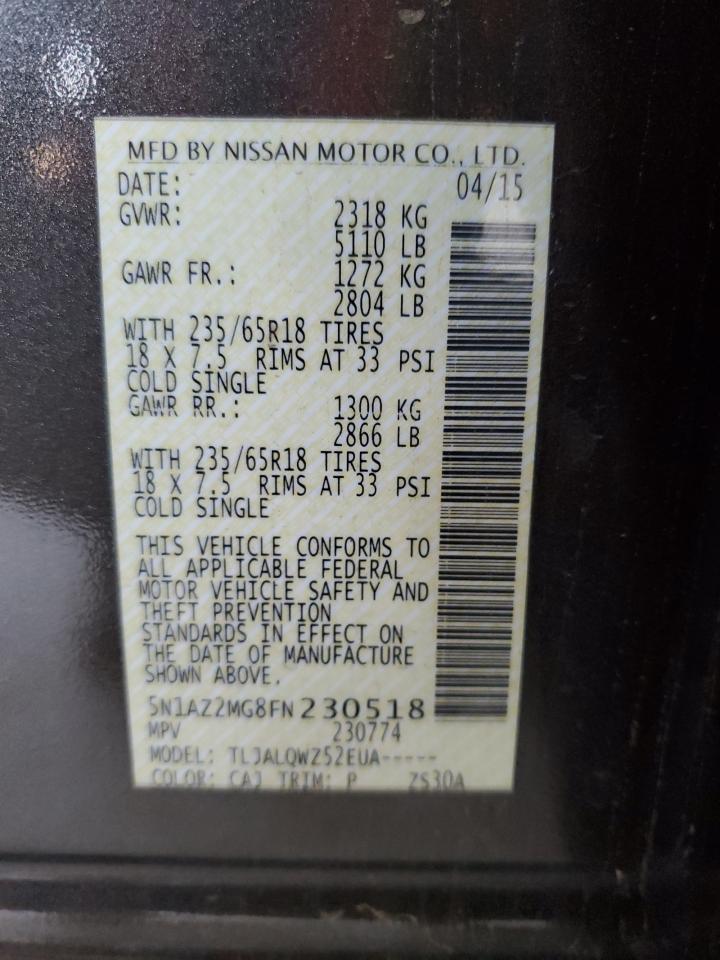 MFD BY NISSAN MOTOR CO., LTD.
DATE: 04/15
GVWR: 2318 KG
5110 LB
GAWR FR.: 1272 KG
2804 LB
WITH 235/65R18 TIRES
18 X 7.5 RIMS AT 33 PSI
COLD SINGLE
GAWR RR.: 1300 KG
2866 LB
WITH 235/65R18 TIRES
18 X 7.5 RIMS AT 33 PSI
COLD SINGLE
THIS VEHICLE CONFORMS TO
ALL APPLICABLE FEDERAL
MOTOR VEHICLE SAFETY AND
THEFT PREVENTION
STANDARDS IN EFFECT ON
THE DATE OF MANUFACTURE
SHOWN ABOVE.
5N1AZ2MG8FN230518
MPV 230774
MODEL: TLJALQWZ52EUA-----
COLOR: CAJ TRIM: P ZS30A